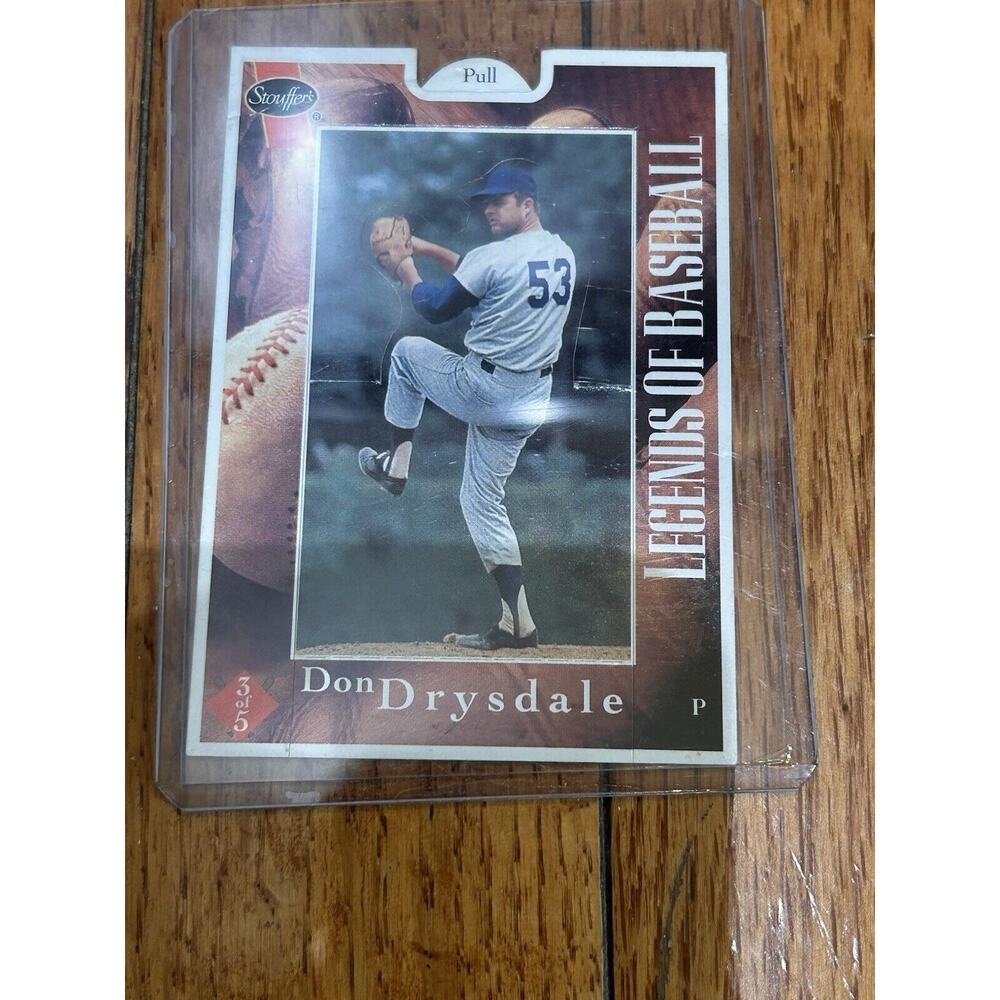 Pull
Stouffer's
®
53
LEGENDS OF BASEBALL
3
of
5
Don Drysdale
P